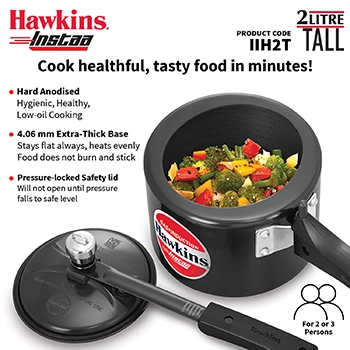 Hawkins
Instaa
PRODUCT CODE
IIH2T
2 LITRE
TALL
Cook healthful, tasty food in minutes!
• Hard Anodised
Hygienic, Healthy,
Low-oil Cooking
• 4.06 mm Extra-Thick Base
Stays flat always, heats evenly
Food does not burn and stick
• Pressure-locked Safety lid
Will not open until pressure
falls to safe level
Hawkins
Instaa
Hawkins
For 2 or 3
Persons